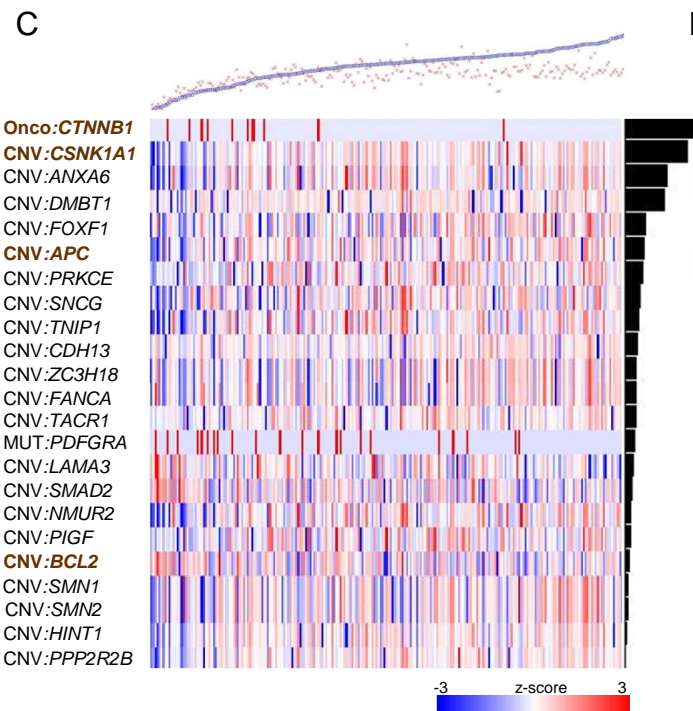 C
Onco:CTNNB1
CNV:CSNK1A1
CNV:ANXA6
CNV:DMBT1
CNV:FOXF1
CNV:APC
CNV:PRKCE
CNV:SNCG
CNV:TNIP1
CNV:CDH13
CNV:ZC3H18
CNV:FANCA
CNV:TACR1
MUT:PDFGRA
CNV:LAMA3
CNV:SMAD2
CNV:NMUR2
CNV:PIGF
CNV:BCL2
CNV:SMN1
CNV:SMN2
CNV:HINT1
CNV:PPP2R2B
-3 z-score 3